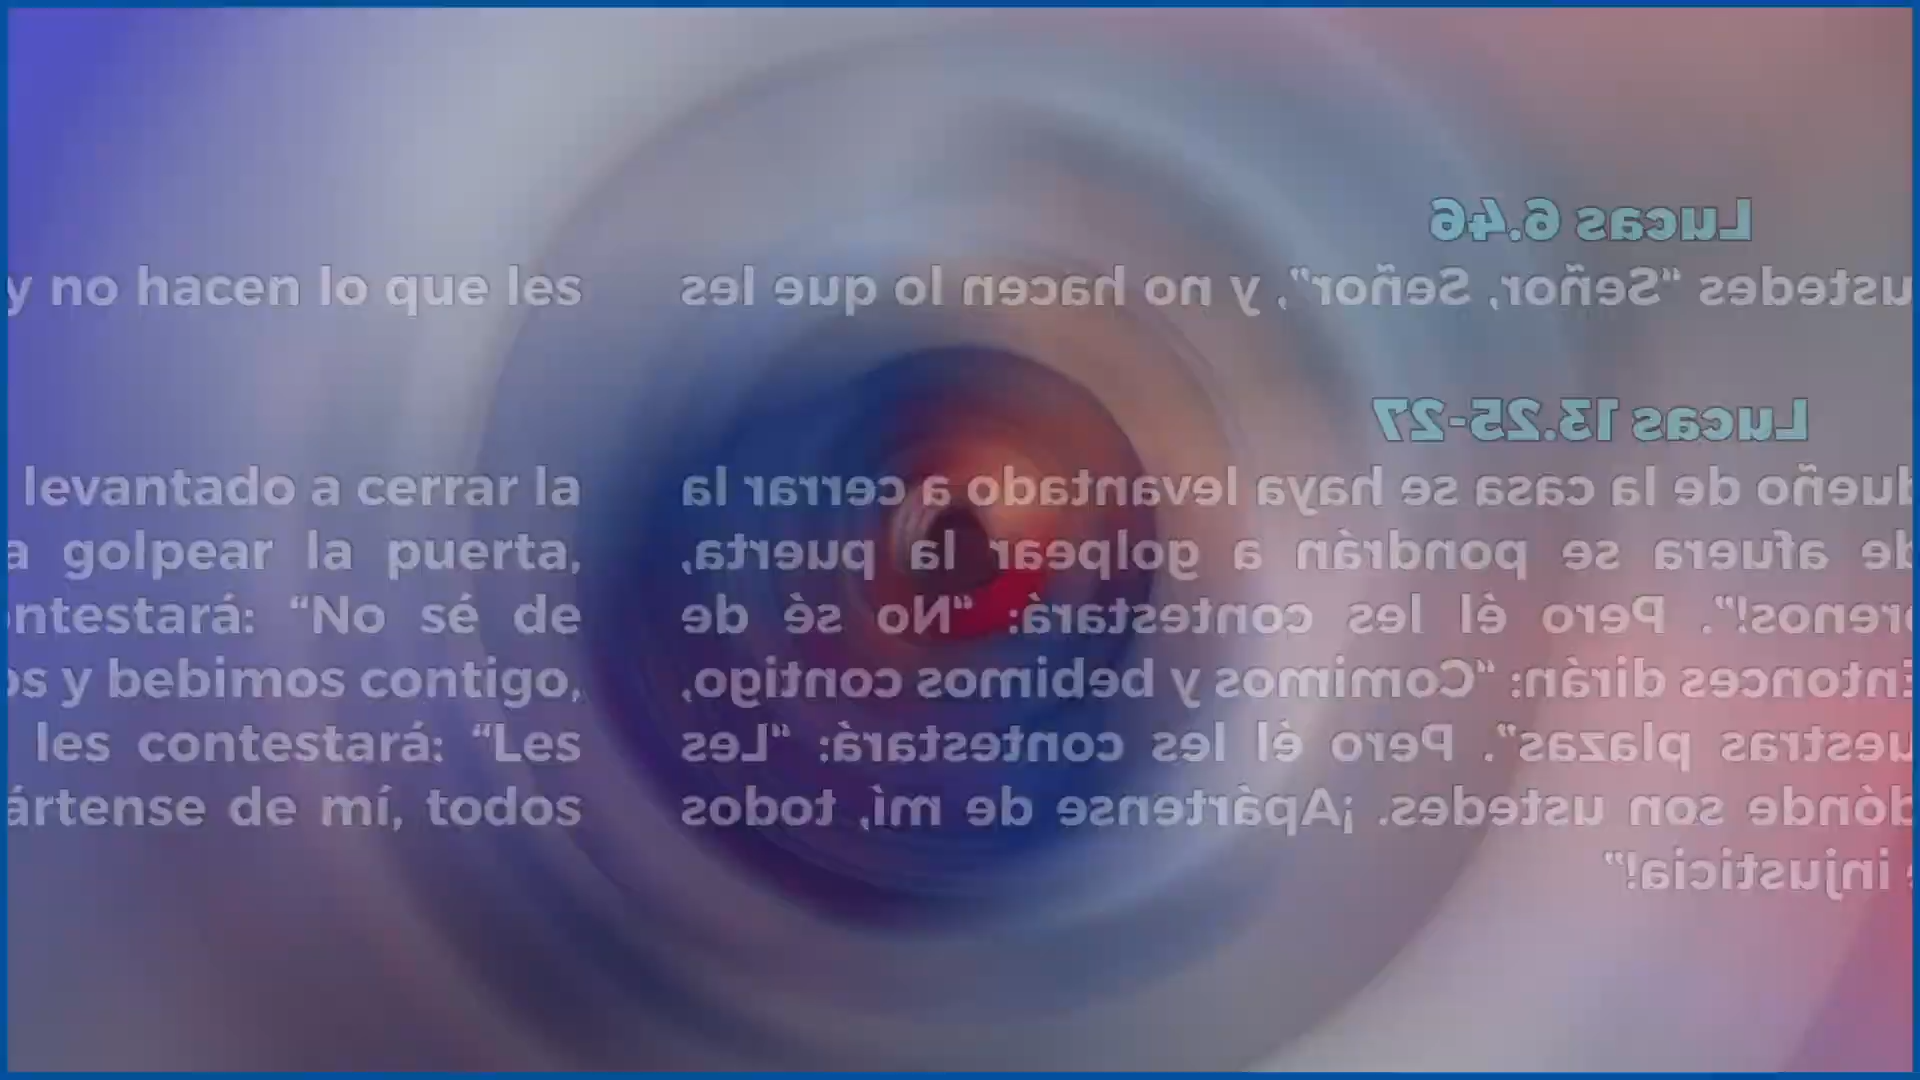 Lucas 6.46
y no hacen lo que les
ustedes “Señor, Señor”, y no hacen lo que les
Lucas 13.25-27
levantado a cerrar la
dueño de la casa se haya levantado a cerrar la
a golpear la puerta,
de afuera se pondrán a golpear la puerta,
ntestará: “No sé de
renos!”. Pero él les contestará: “No sé de
os y bebimos contigo,
Entonces dirán: “Comimos y bebimos contigo,
les contestará: “Les
uestras plazas”. Pero él les contestará: “Les
ártense de mí, todos
dónde son ustedes. ¡Apártense de mí, todos
injusticia!”